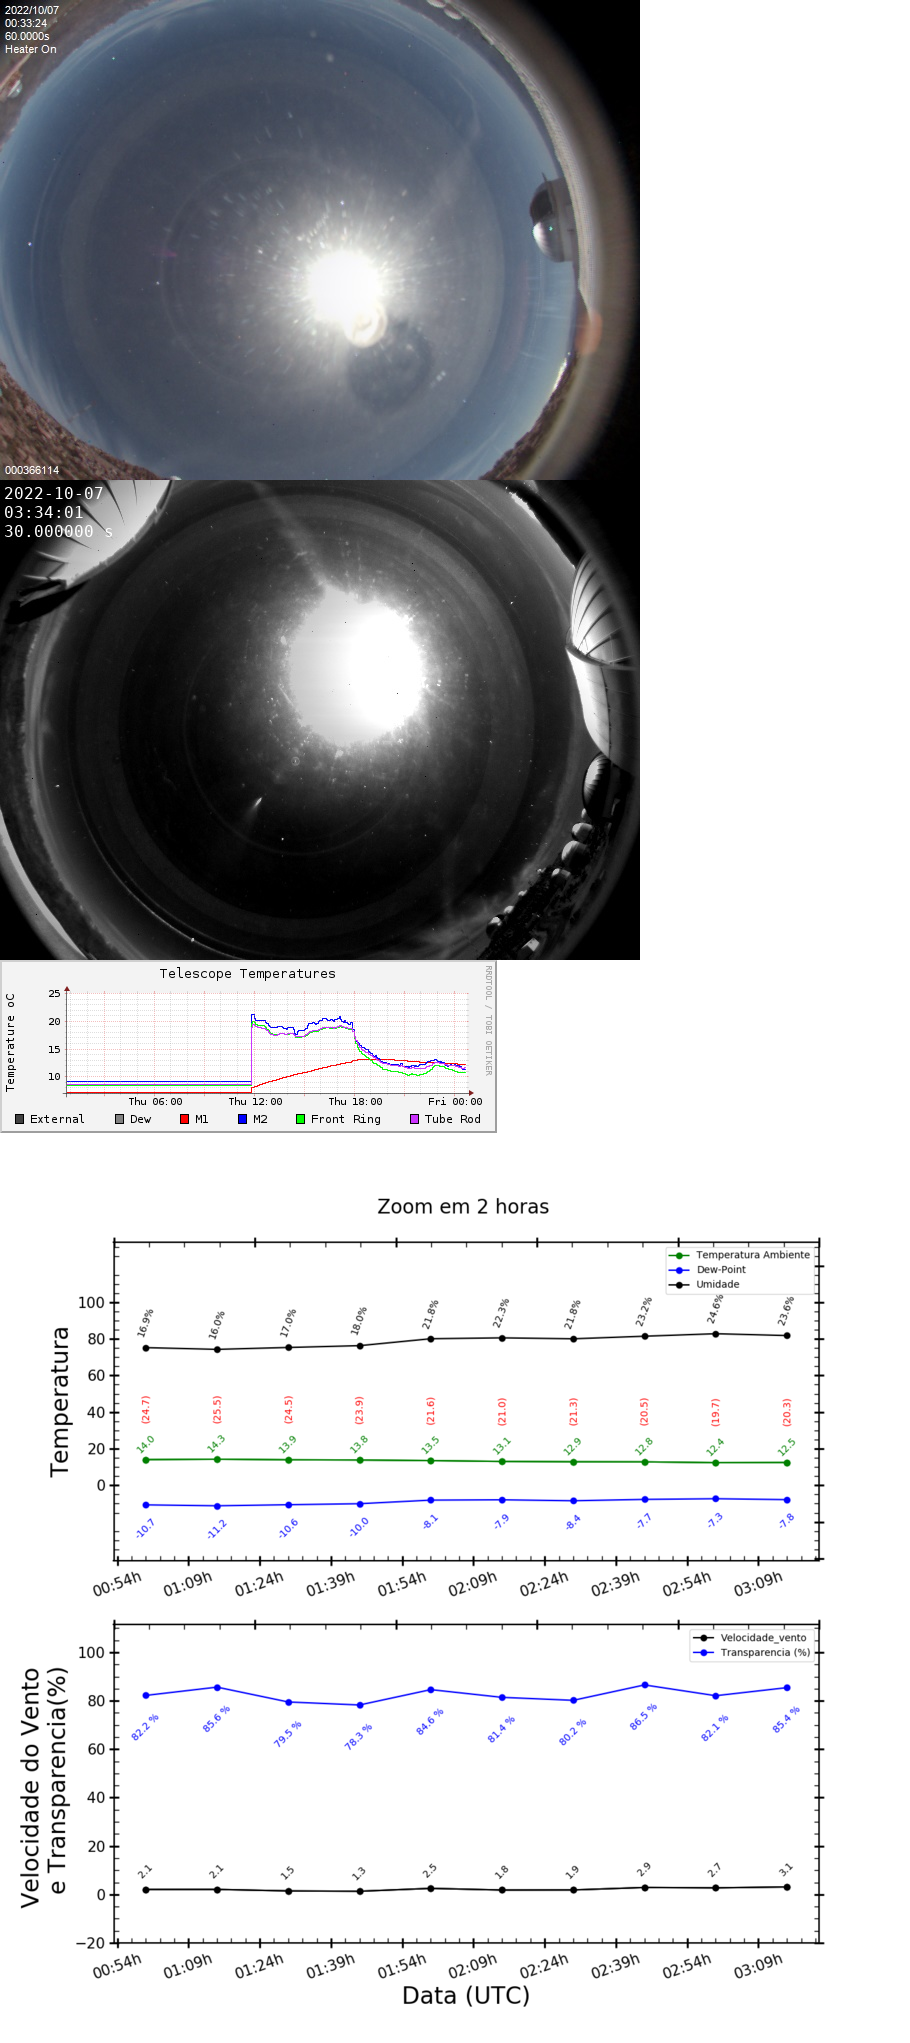 2022/10/07
00:33:24
60.0000s
Heater On
000366114
2022-10-07
03:34:01
30.000000 s
Telescope Temperatures
Temperature oC
25
20
15
10
Thu 06:00 Thu 12:00 Thu 18:00 Fri 00:00
External Dew M1 M2 Front Ring Tube Rod
RRDTOOL / TOBI OETIKER
Zoom em 2 horas
Temperatura
Temperatura Ambiente
Dew-Point
Umidade
100
80
60
40
20
0
16.9% 16.0% 17.0% 18.0% 21.8% 22.3% 21.8% 23.2% 24.6% 23.6%
(24.7) (25.5) (24.5) (23.9) (21.6) (21.0) (21.3) (20.5) (19.7) (20.3)
14.0 14.3 13.9 13.8 13.5 13.1 12.9 12.8 12.4 12.5
-10.7 -11.2 -10.6 -10.0 -8.1 -7.9 -8.4 -7.7 -7.3 -7.8
00:54h 01:09h 01:24h 01:39h 01:54h 02:09h 02:24h 02:39h 02:54h 03:09h
Velocidade do Vento
e Transparencia(%)
Velocidade_vento
Transparencia (%)
100
80
60
40
20
0
−20
82.2 % 85.6 % 79.5 % 78.3 % 84.6 % 81.4 % 80.2 % 86.5 % 82.1 % 85.4 %
2.1 2.1 1.5 1.3 2.5 1.8 1.9 2.9 2.7 3.1
00:54h 01:09h 01:24h 01:39h 01:54h 02:09h 02:24h 02:39h 02:54h 03:09h
Data (UTC)